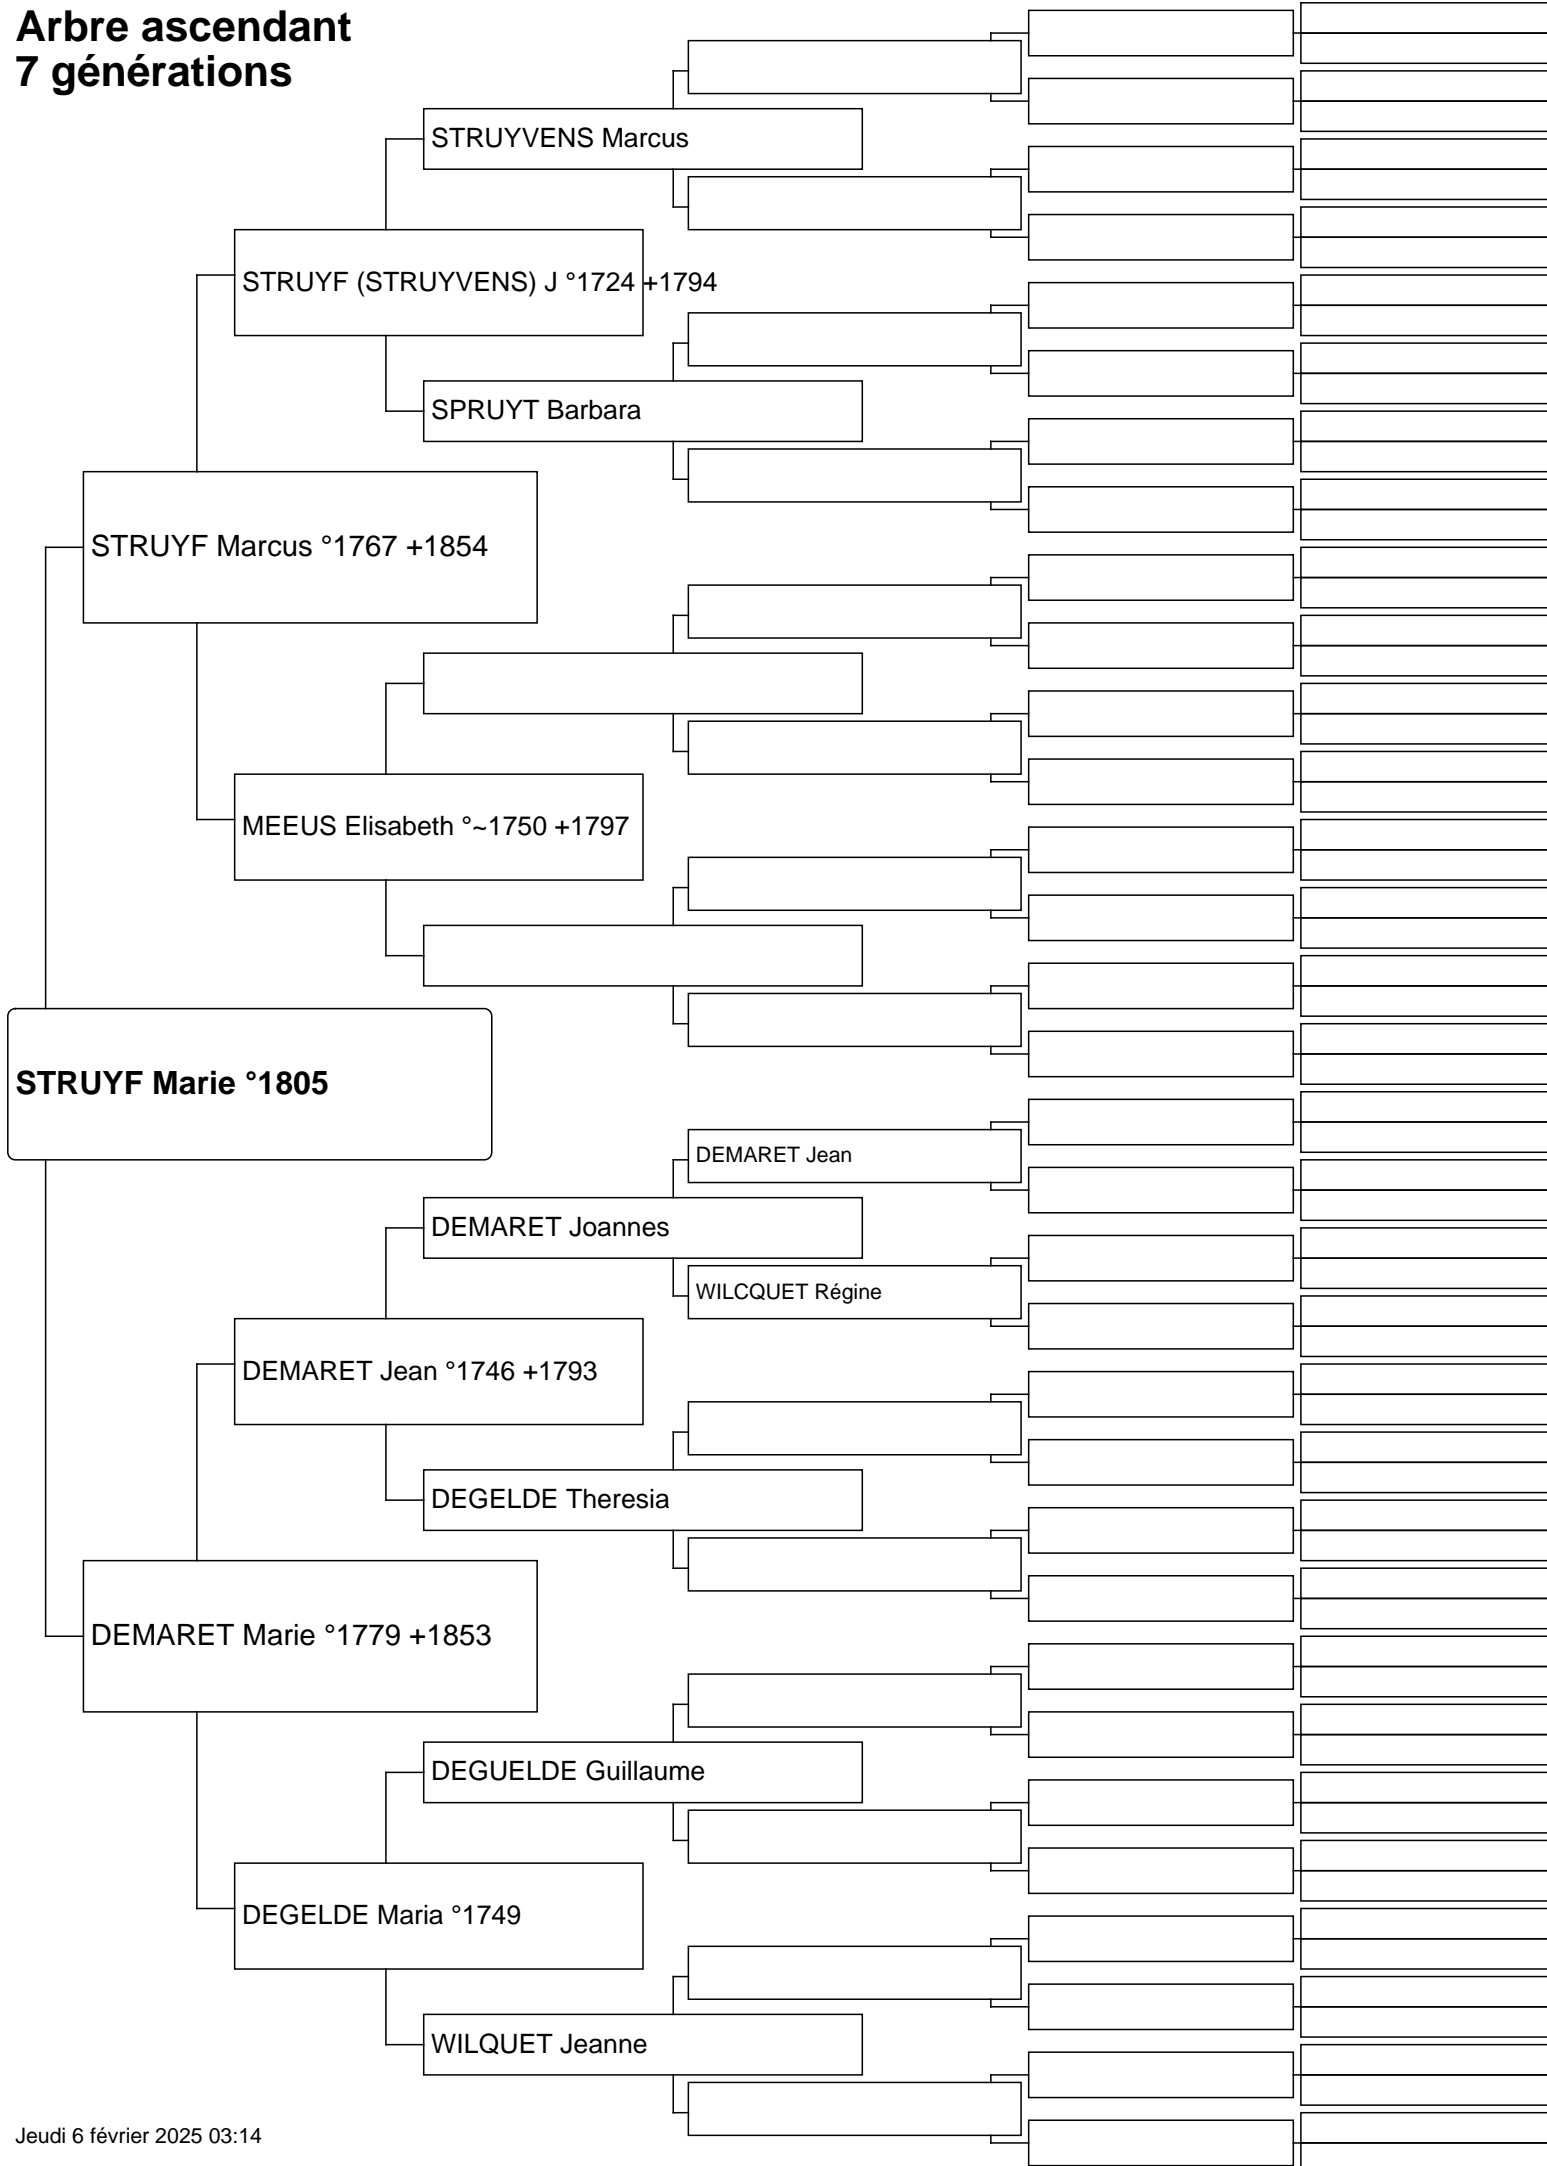 Arbre ascendant
7 générations
STRUYVENS Marcus
STRUYF (STRUYVENS) J °1724 +1794
SPRUYT Barbara
STRUYF Marcus °1767 +1854
MEEUS Elisabeth °~1750 +1797
STRUYF Marie °1805
DEMARET Jean
DEMARET Joannes
WILCQUET Régine
DEMARET Jean °1746 +1793
DEGELDE Theresia
DEMARET Marie °1779 +1853
DEGUELDE Guillaume
DEGELDE Maria °1749
WILQUET Jeanne
Jeudi 6 février 2025 03:14